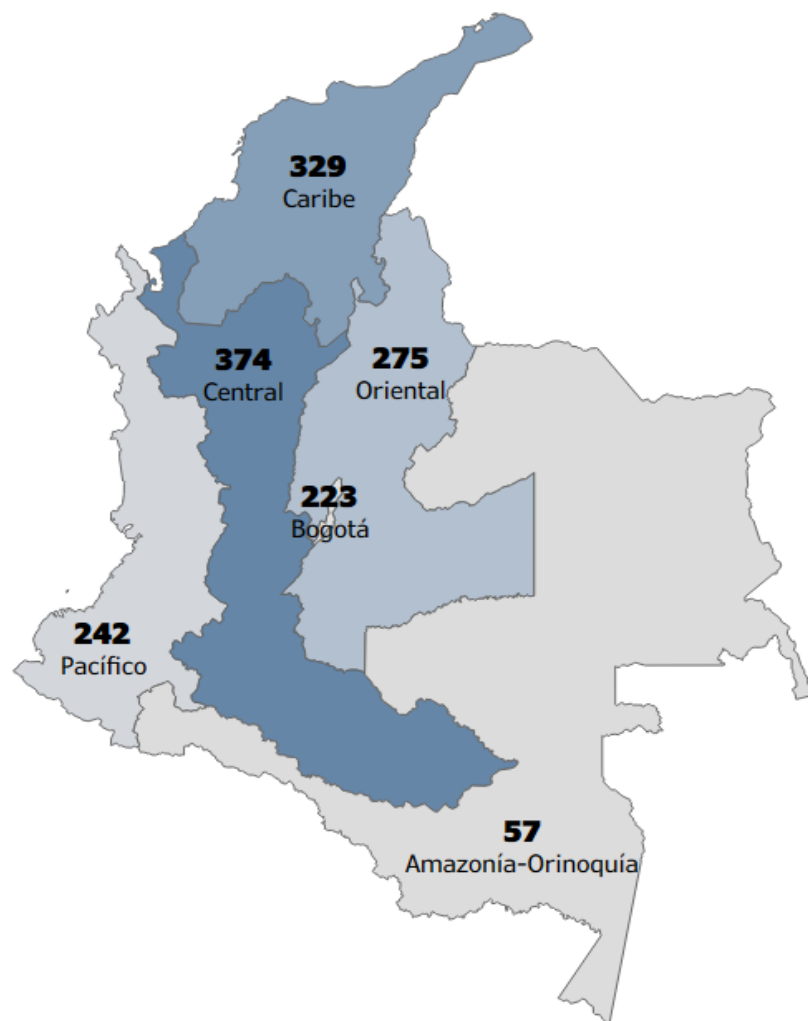 329
Caribe
374
Central
275
Oriental
223
Bogotá
242
Pacífico
57
Amazonía-Orinoquía